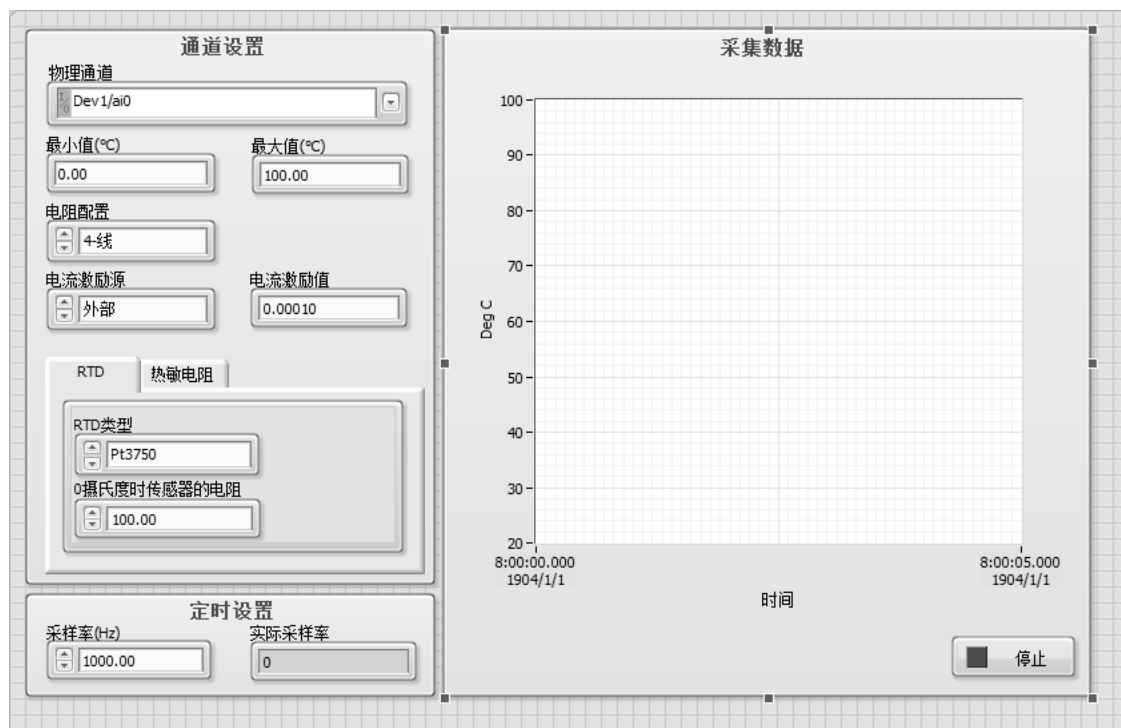 通道设置
物理通道
I/O Dev1/ai0
最小值(℃) 最大值(℃)
0.00 100.00
电阻配置
4-线
电流激励源 电流激励值
外部 0.00010
RTD 热敏电阻
RTD类型
Pt3750
0摄氏度时传感器的电阻
100.00
定时设置
采样率(Hz) 实际采样率
1000.00 0
采集数据
100
90
80
70
60
50
40
30
20
Deg C
8:00:00.000 8:00:05.000
1904/1/1 1904/1/1
时间
停止